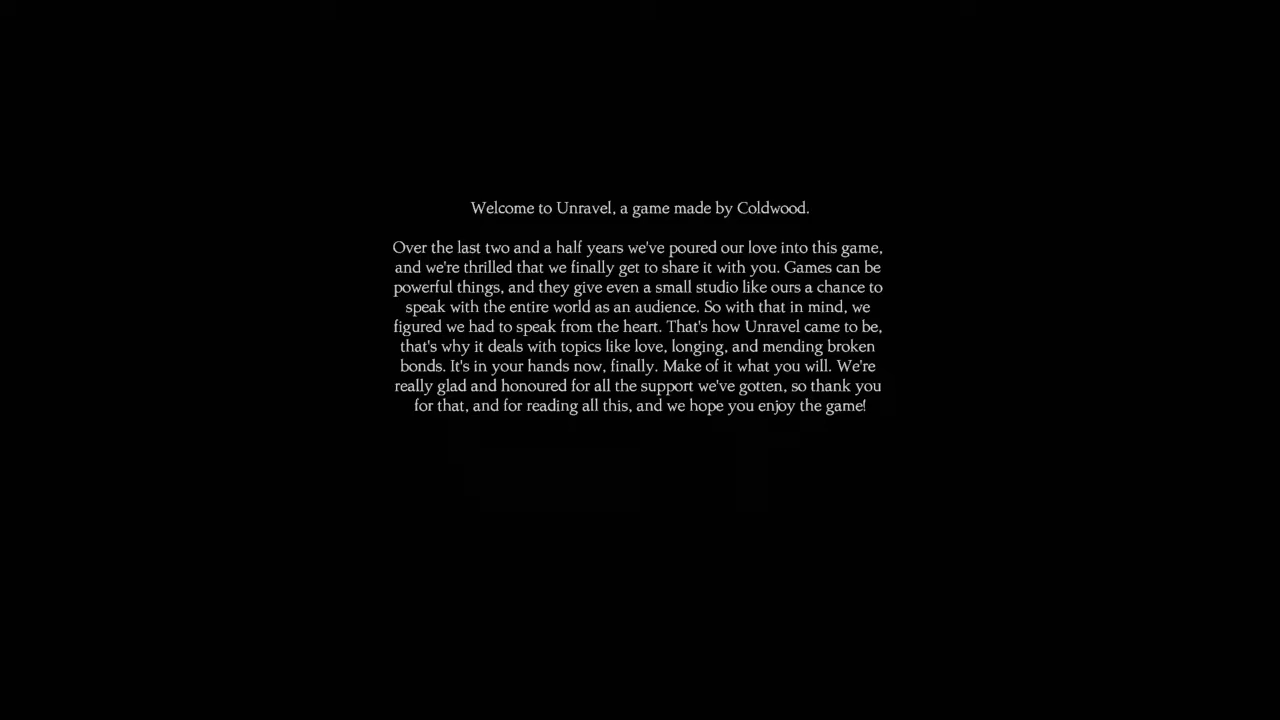 Welcome to Unravel, a game made by Coldwood.
Over the last two and a half years we've poured our love into this game,
and we're thrilled that we finally get to share it with you. Games can be
powerful things, and they give even a small studio like ours a chance to
speak with the entire world as an audience. So with that in mind, we
figured we had to speak from the heart. That's how Unravel came to be,
that's why it deals with topics like love, longing, and mending broken
bonds. It's in your hands now, finally. Make of it what you will. We're
really glad and honoured for all the support we've gotten, so thank you
for that, and for reading all this, and we hope you enjoy the game!